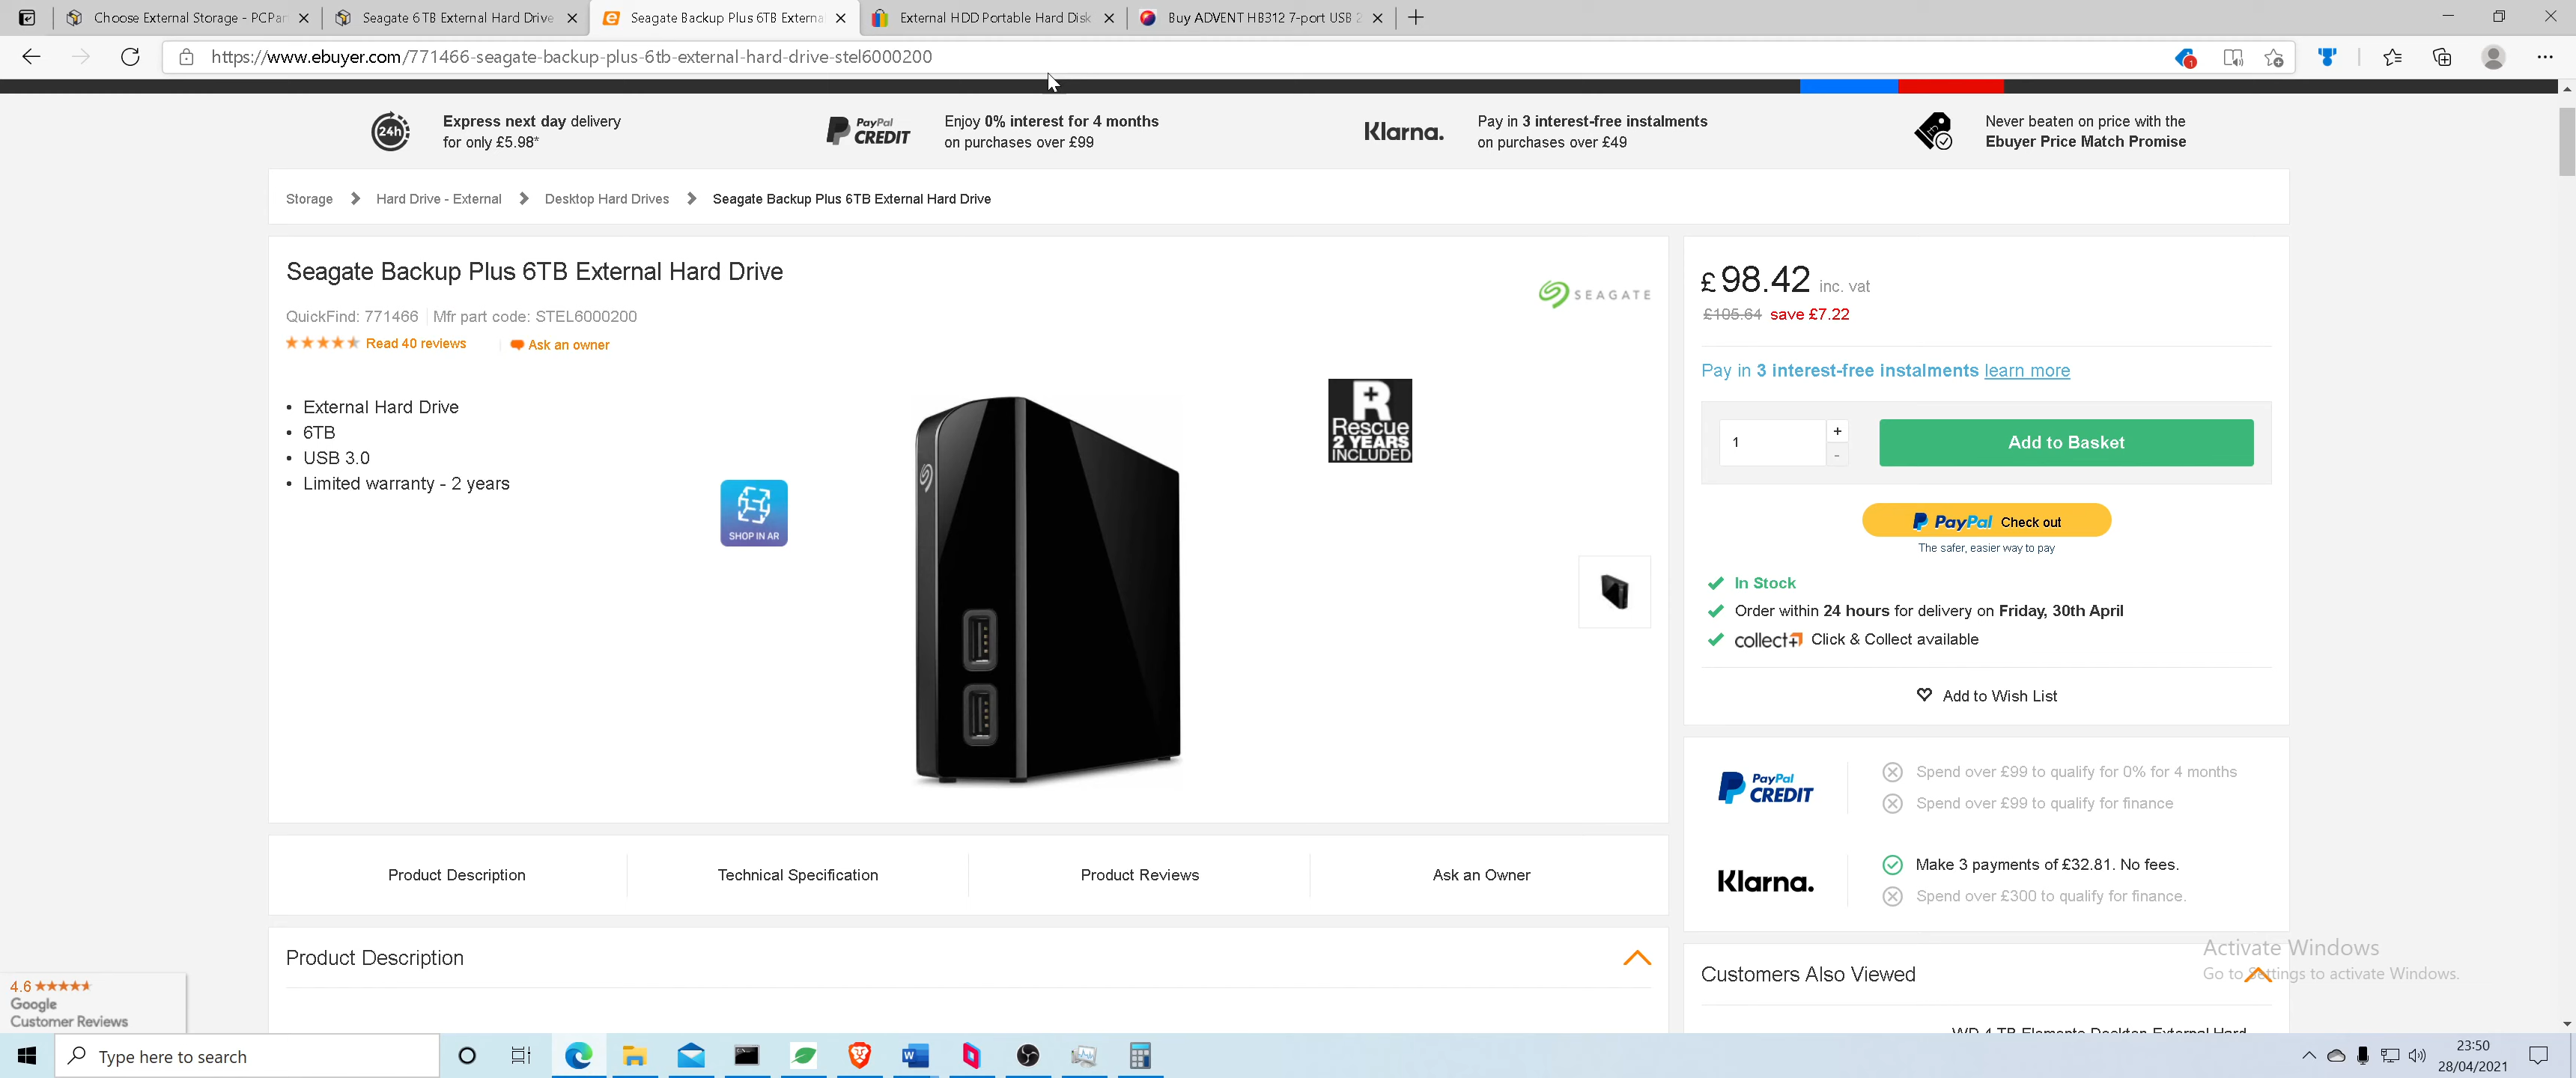 Choose External Storage - PCPar
Seagate 6 TB External Hard Drive
Seagate Backup Plus 6TB Externa
External HDD Portable Hard Disk
Buy ADVENT HB312 7-port USB 2
https://www.ebuyer.com/771466-seagate-backup-plus-6tb-external-hard-drive-stel6000200
1
24h
Express next day delivery
for only £5.98*
PayPal
CREDIT
Enjoy 0% interest for 4 months
on purchases over £99
Klarna.
Pay in 3 interest-free instalments
on purchases over £49
Never beaten on price with the
Ebuyer Price Match Promise
Storage
Hard Drive - External
Desktop Hard Drives
Seagate Backup Plus 6TB External Hard Drive
Seagate Backup Plus 6TB External Hard Drive
SEAGATE
QuickFind: 771466
Mfr part code: STEL6000200
Read 40 reviews
Ask an owner
• External Hard Drive
• 6TB
• USB 3.0
• Limited warranty - 2 years
SHOP IN AR
R+
Rescue
2 YEARS
INCLUDED
£98.42 inc. vat
£105.64 save £7.22
Pay in 3 interest-free instalments learn more
1
+
-
Add to Basket
PayPal Check out
The safer, easier way to pay
In Stock
Order within 24 hours for delivery on Friday, 30th April
collect+ Click & Collect available
Add to Wish List
PayPal
CREDIT
Spend over £99 to qualify for 0% for 4 months
Spend over £99 to qualify for finance
Klarna.
Make 3 payments of £32.81. No fees.
Spend over £300 to qualify for finance.
Product Description
Technical Specification
Product Reviews
Ask an Owner
Product Description
Customers Also Viewed
WD 4 TB Elements Desktop External Hard
Activate Windows
Go to Settings to activate Windows.
4.6
Google
Customer Reviews
Type here to search
23:50
28/04/2021